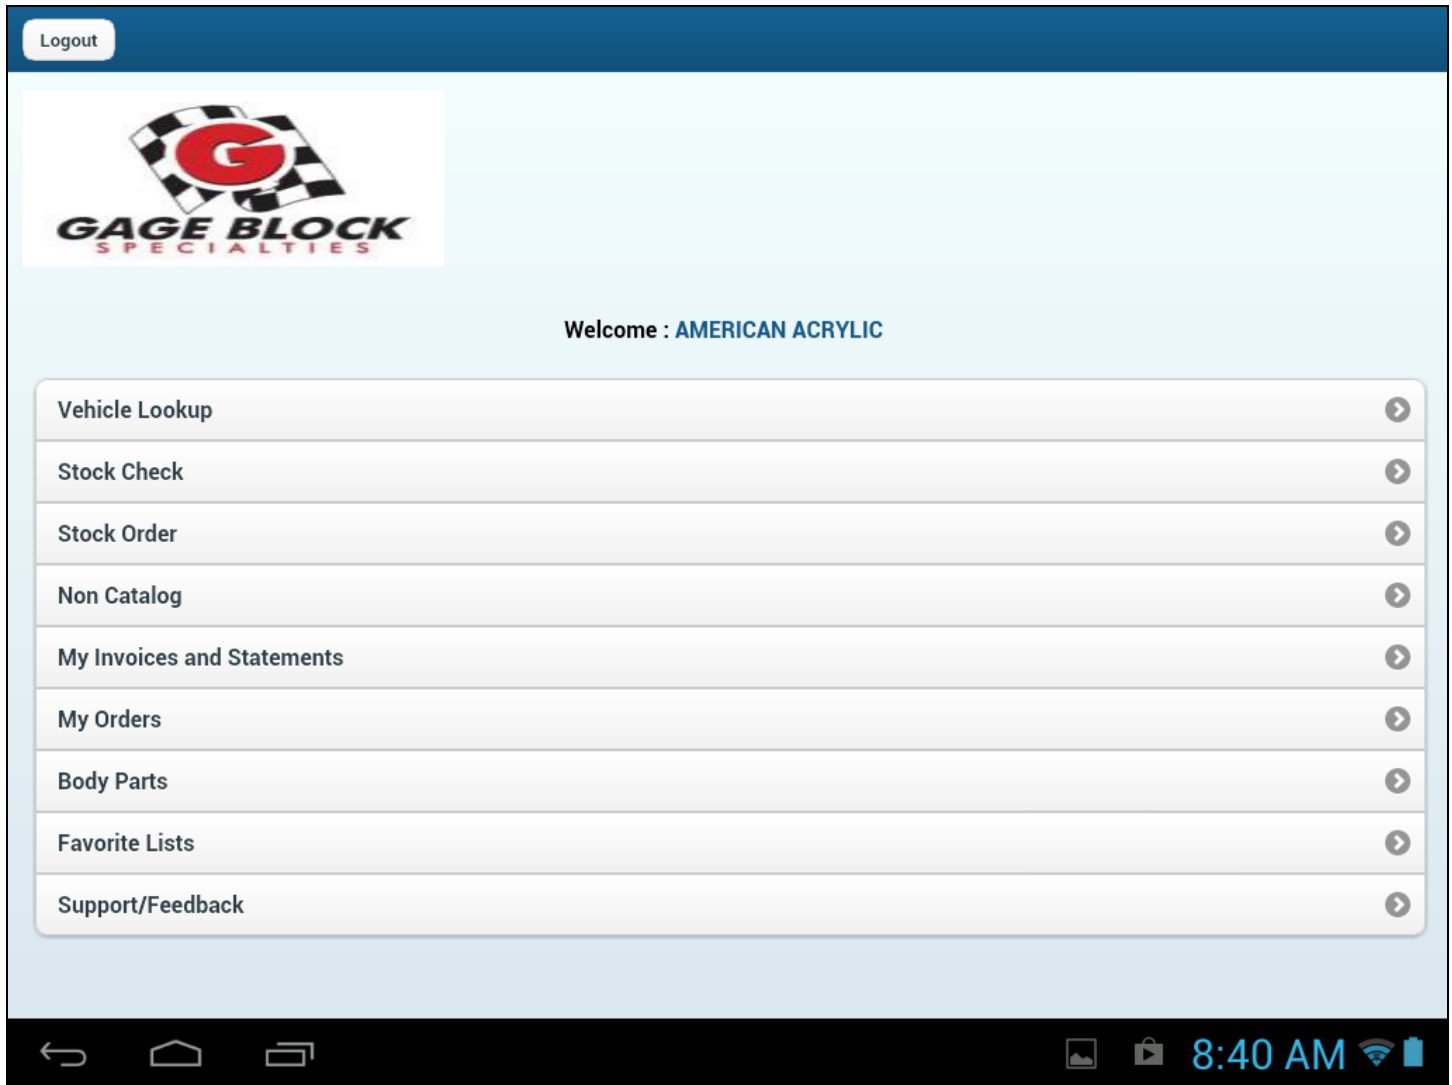 Logout
G
GAGE BLOCK
SPECIALTIES
Welcome : AMERICAN ACRYLIC
Vehicle Lookup
Stock Check
Stock Order
Non Catalog
My Invoices and Statements
My Orders
Body Parts
Favorite Lists
Support/Feedback
8:40 AM